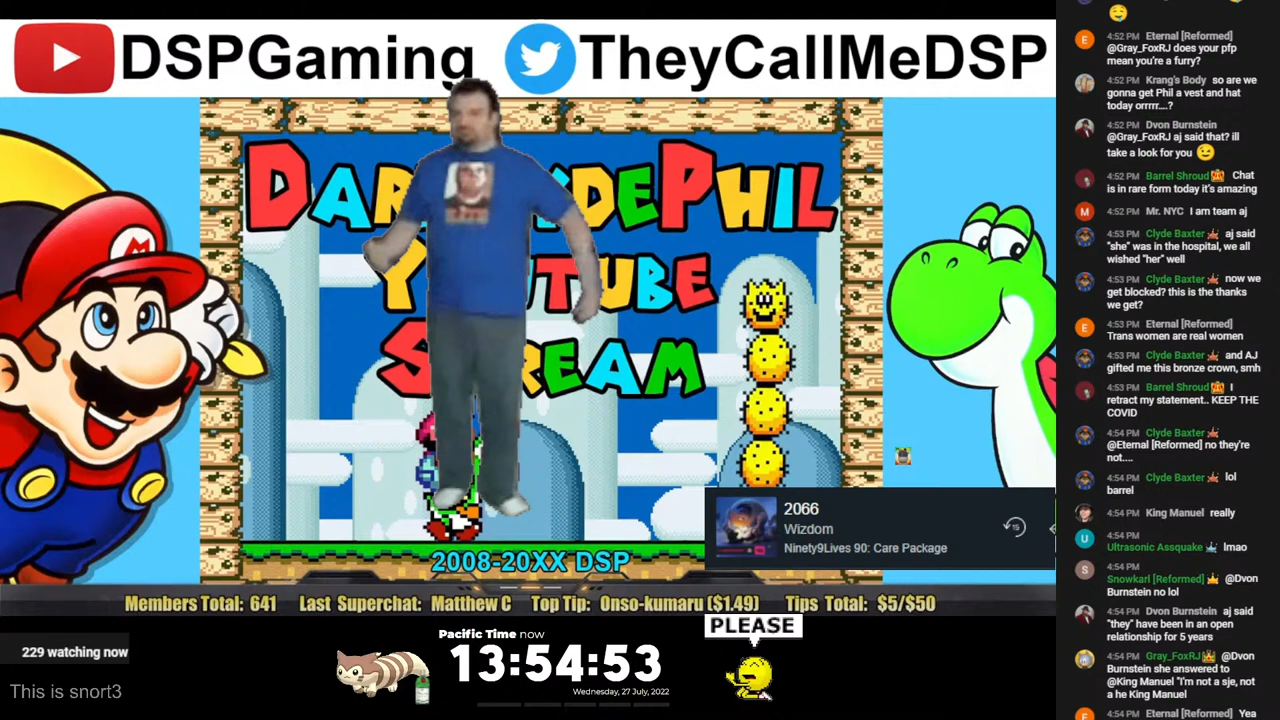 DSPGaming
TheyCallMeDSP
YOUTUBE
STREAM
2008-20XX DSP
2066
Wizdom
Ninety9Lives 90: Care Package
15
Members Total: 641
Last Superchat: Matthew C
Top Tip: Onso-kumaru ($1.49)
Tips Total: $5/$50
PLEASE
229 watching now
This is snort3
Pacific Time now
13:54:53
Wednesday, 27 July, 2022
4:52 PM Eternal [Reformed]
@Gray_FoxRJ does your pfp
mean you're a furry?
4:52 PM Krang's Body so are we
gonna get Phil a vest and hat
today orrrrr....?
4:52 PM Dvon Burnstein
@Gray_FoxRJ aj said that? ill
take a look for you
4:52 PM Barrel Shroud Chat
is in rare form today it's amazing
4:52 PM Mr. NYC I am team aj
4:53 PM Clyde Baxter aj said
"she" was in the hospital, we all
wished "her" well
4:53 PM Clyde Baxter now we
get blocked? this is the thanks
we get?
4:53 PM Eternal [Reformed]
Trans women are real women
4:53 PM Clyde Baxter and AJ
gifted me this bronze crown, smh
4:53 PM Barrel Shroud I
retract my statement.. KEEP THE
COVID
4:54 PM Clyde Baxter
@Eternal [Reformed] no they're
not....
4:54 PM Clyde Baxter lol
barrel
4:54 PM King Manuel really
4:54 PM
Ultrasonic Assquake lmao
4:54 PM
Snowkarl [Reformed] @Dvon
Burnstein no lol
4:54 PM Dvon Burnstein aj said
"they" have been in an open
relationship for 5 years
4:54 PM Gray_FoxRJ @Dvon
Burnstein she answered to
@King Manuel "I'm not a sje, not
a he King Manuel
4:54 PM Eternal [Reformed] Yea